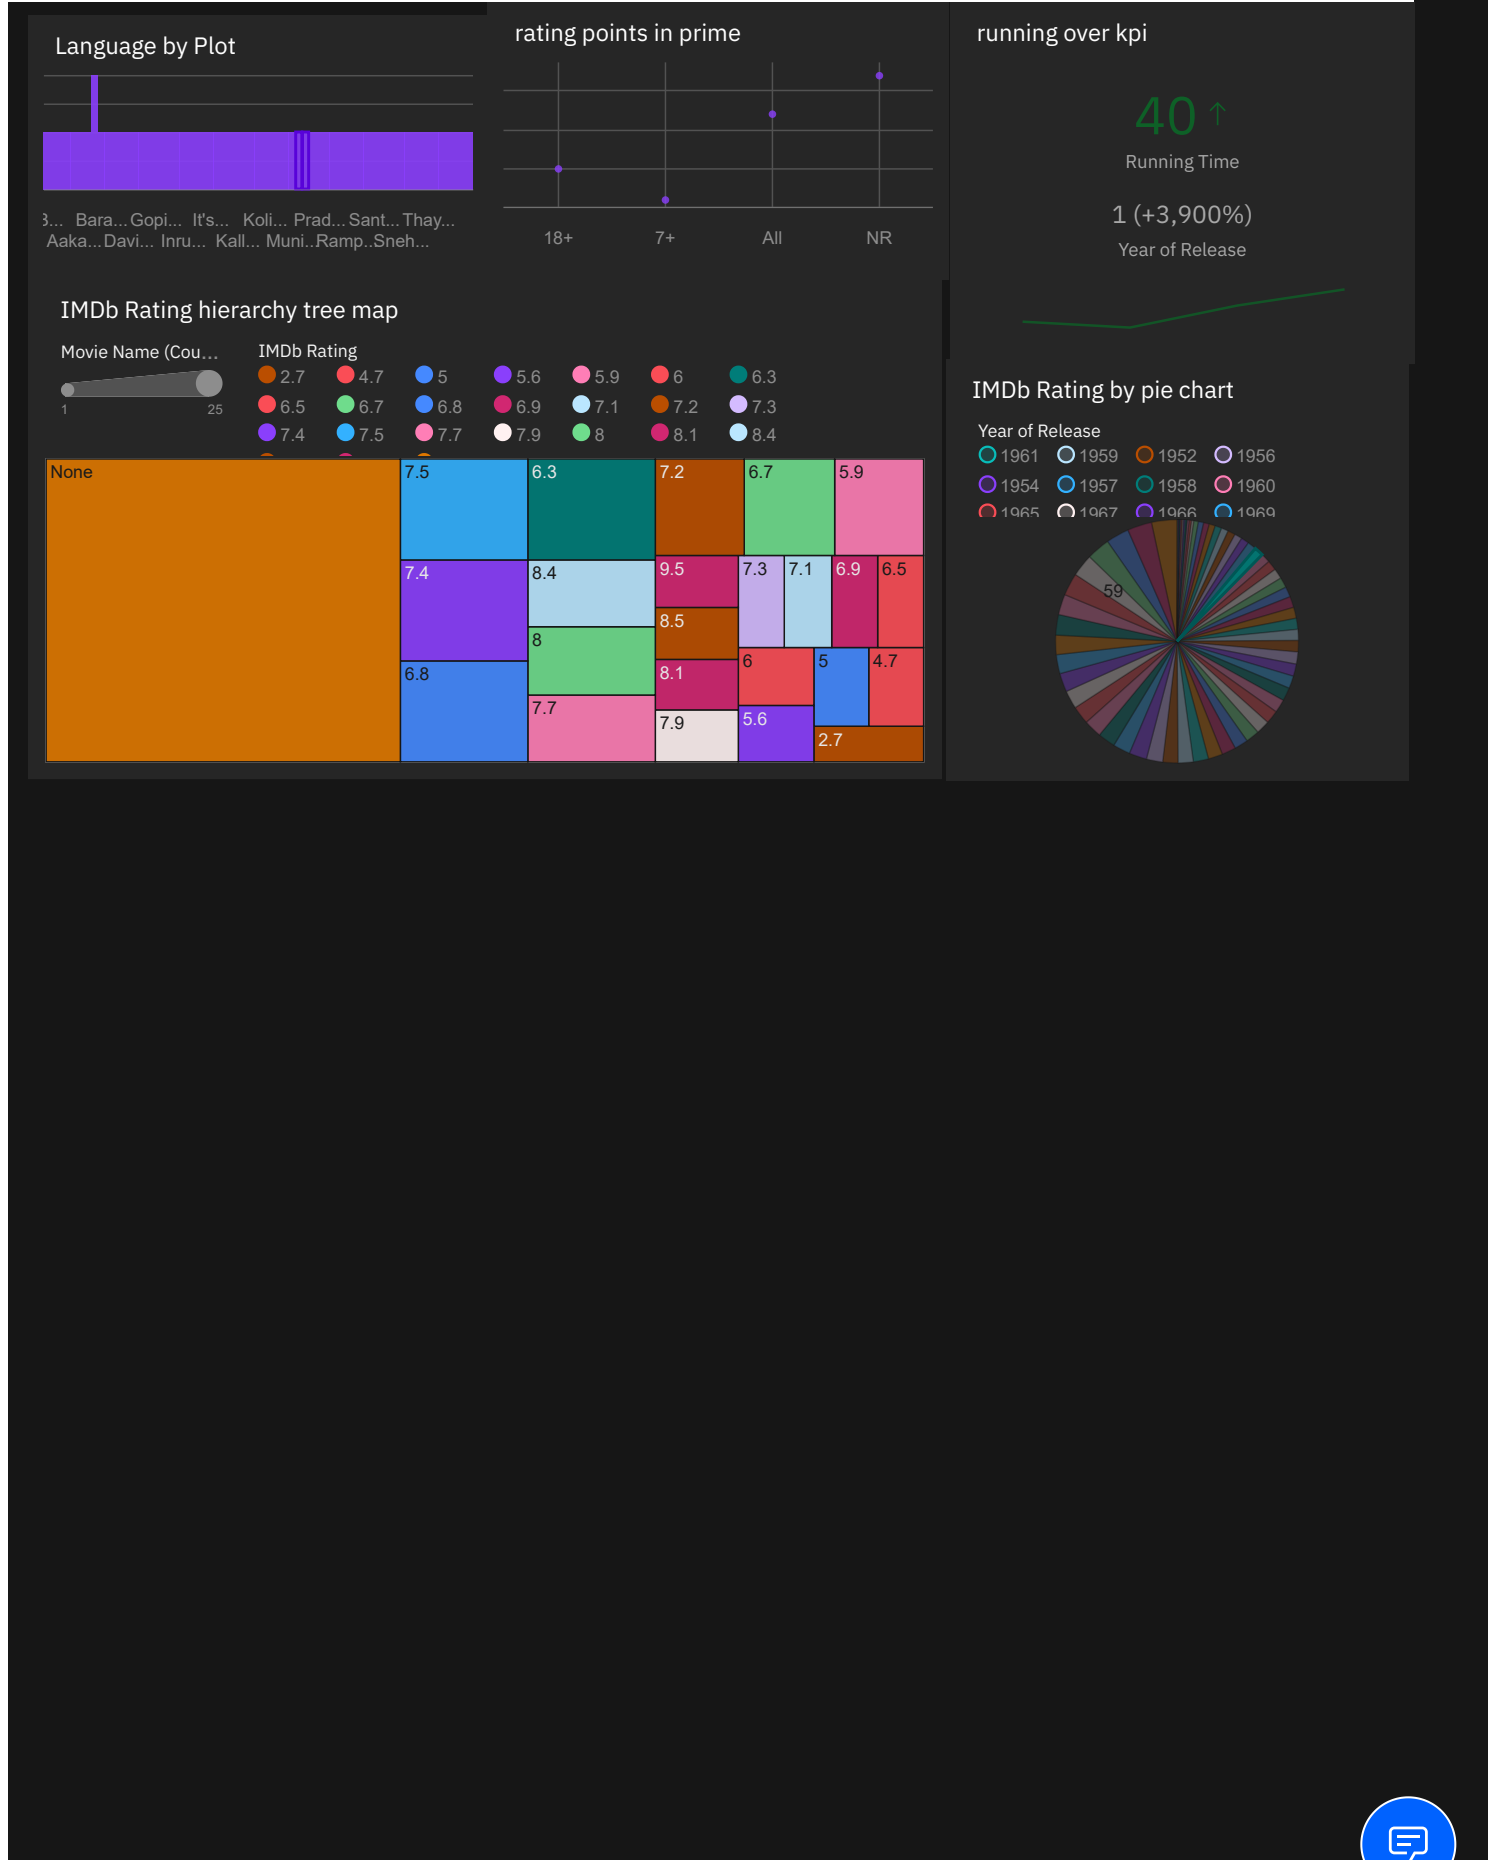 Language by Plot
3... Bara... Gopi... It's... Koli... Prad... Sant... Thay...
Aaka... Davi... Inru... Kall... Muni... Ramp... Sneh...
rating points in prime
18+ 7+ All NR
running over kpi
40 ↑
Running Time
1 (+3,900%)
Year of Release
IMDb Rating hierarchy tree map
Movie Name (Cou...
1 25
IMDb Rating
2.7 4.7 5 5.6 5.9 6 6.3
6.5 6.7 6.8 6.9 7.1 7.2 7.3
7.4 7.5 7.7 7.9 8 8.1 8.4
None 7.5 6.3 7.2 6.7 5.9
7.4 8.4 9.5 7.3 7.1 6.9 6.5
8.5
8
6.8 8.1 6 5 4.7
7.7 7.9 5.6
2.7
IMDb Rating by pie chart
Year of Release
1961 1959 1952 1956
1954 1957 1958 1960
1965 1967 1966 1969
59